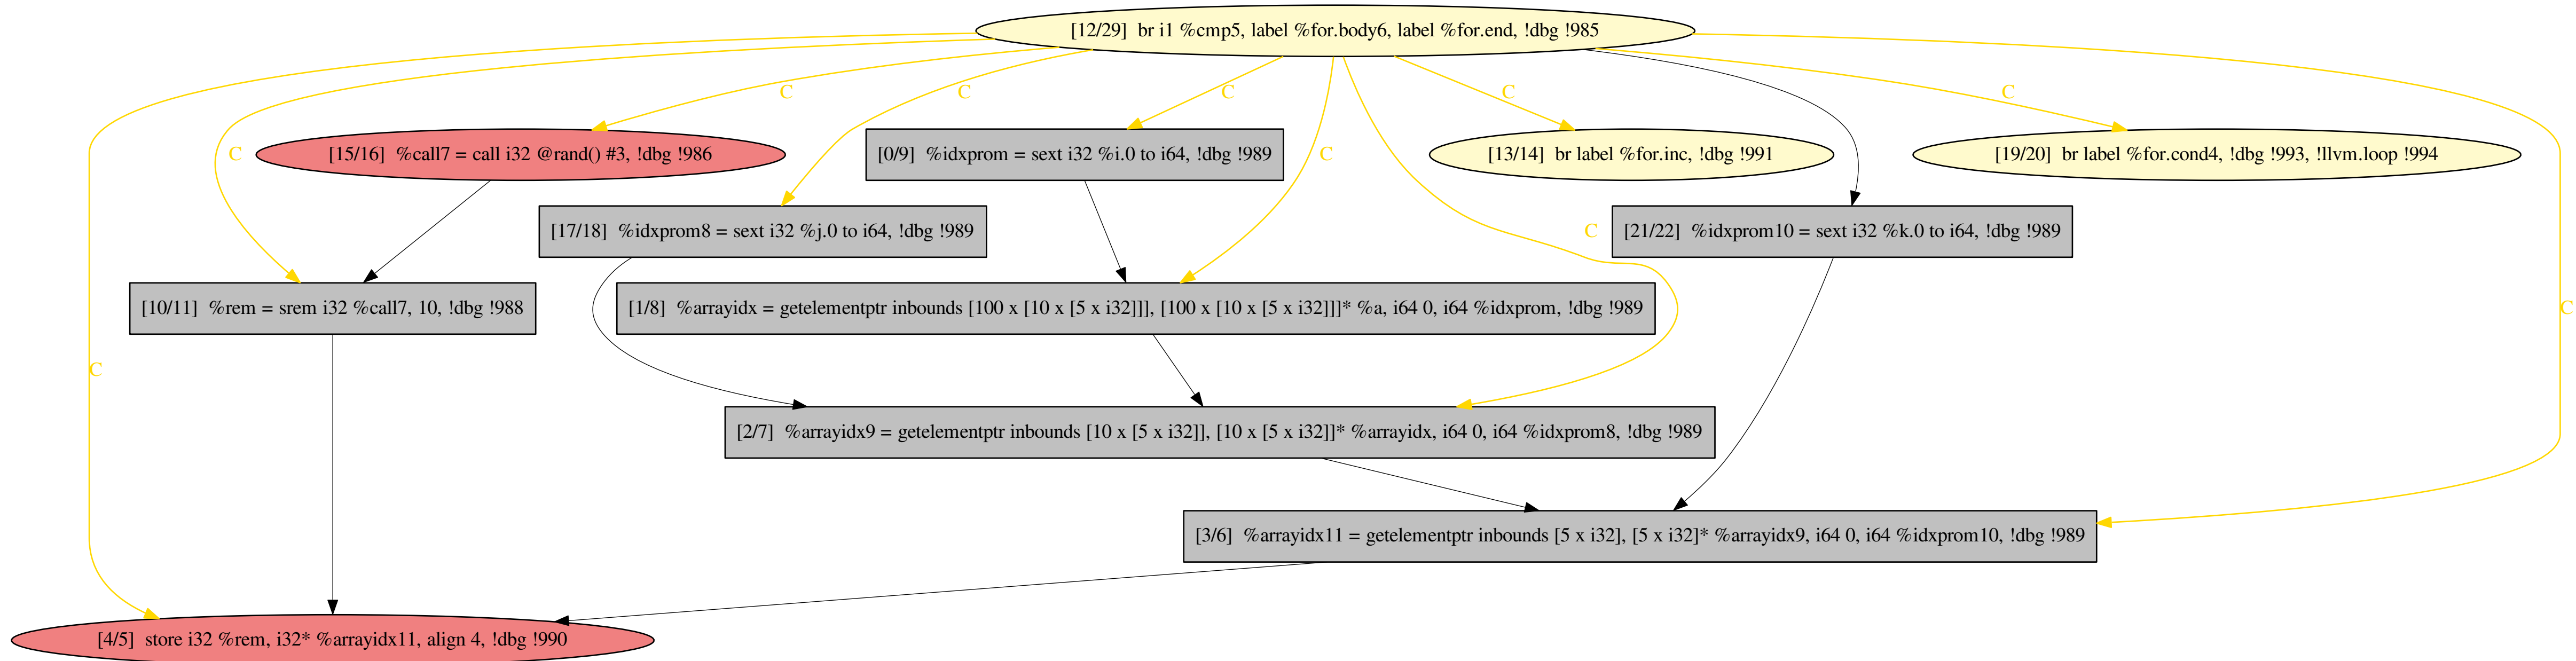 [12/29] br i1 %cmp5, label %for.body6, label %for.end, !dbg !985
C
C
C
C
C
[15/16] %call7 = call i32 @rand() #3, !dbg !986
[0/9] %idxprom = sext i32 %i.0 to i64, !dbg !989
[13/14] br label %for.inc, !dbg !991
[19/20] br label %for.cond4, !dbg !993, !llvm.loop !994
C
C
[17/18] %idxprom8 = sext i32 %j.0 to i64, !dbg !989
C
[21/22] %idxprom10 = sext i32 %k.0 to i64, !dbg !989
[10/11] %rem = srem i32 %call7, 10, !dbg !988
[1/8] %arrayidx = getelementptr inbounds [100 x [10 x [5 x i32]]], [100 x [10 x [5 x i32]]]* %a, i64 0, i64 %idxprom, !dbg !989
C
C
[2/7] %arrayidx9 = getelementptr inbounds [10 x [5 x i32]], [10 x [5 x i32]]* %arrayidx, i64 0, i64 %idxprom8, !dbg !989
[3/6] %arrayidx11 = getelementptr inbounds [5 x i32], [5 x i32]* %arrayidx9, i64 0, i64 %idxprom10, !dbg !989
[4/5] store i32 %rem, i32* %arrayidx11, align 4, !dbg !990